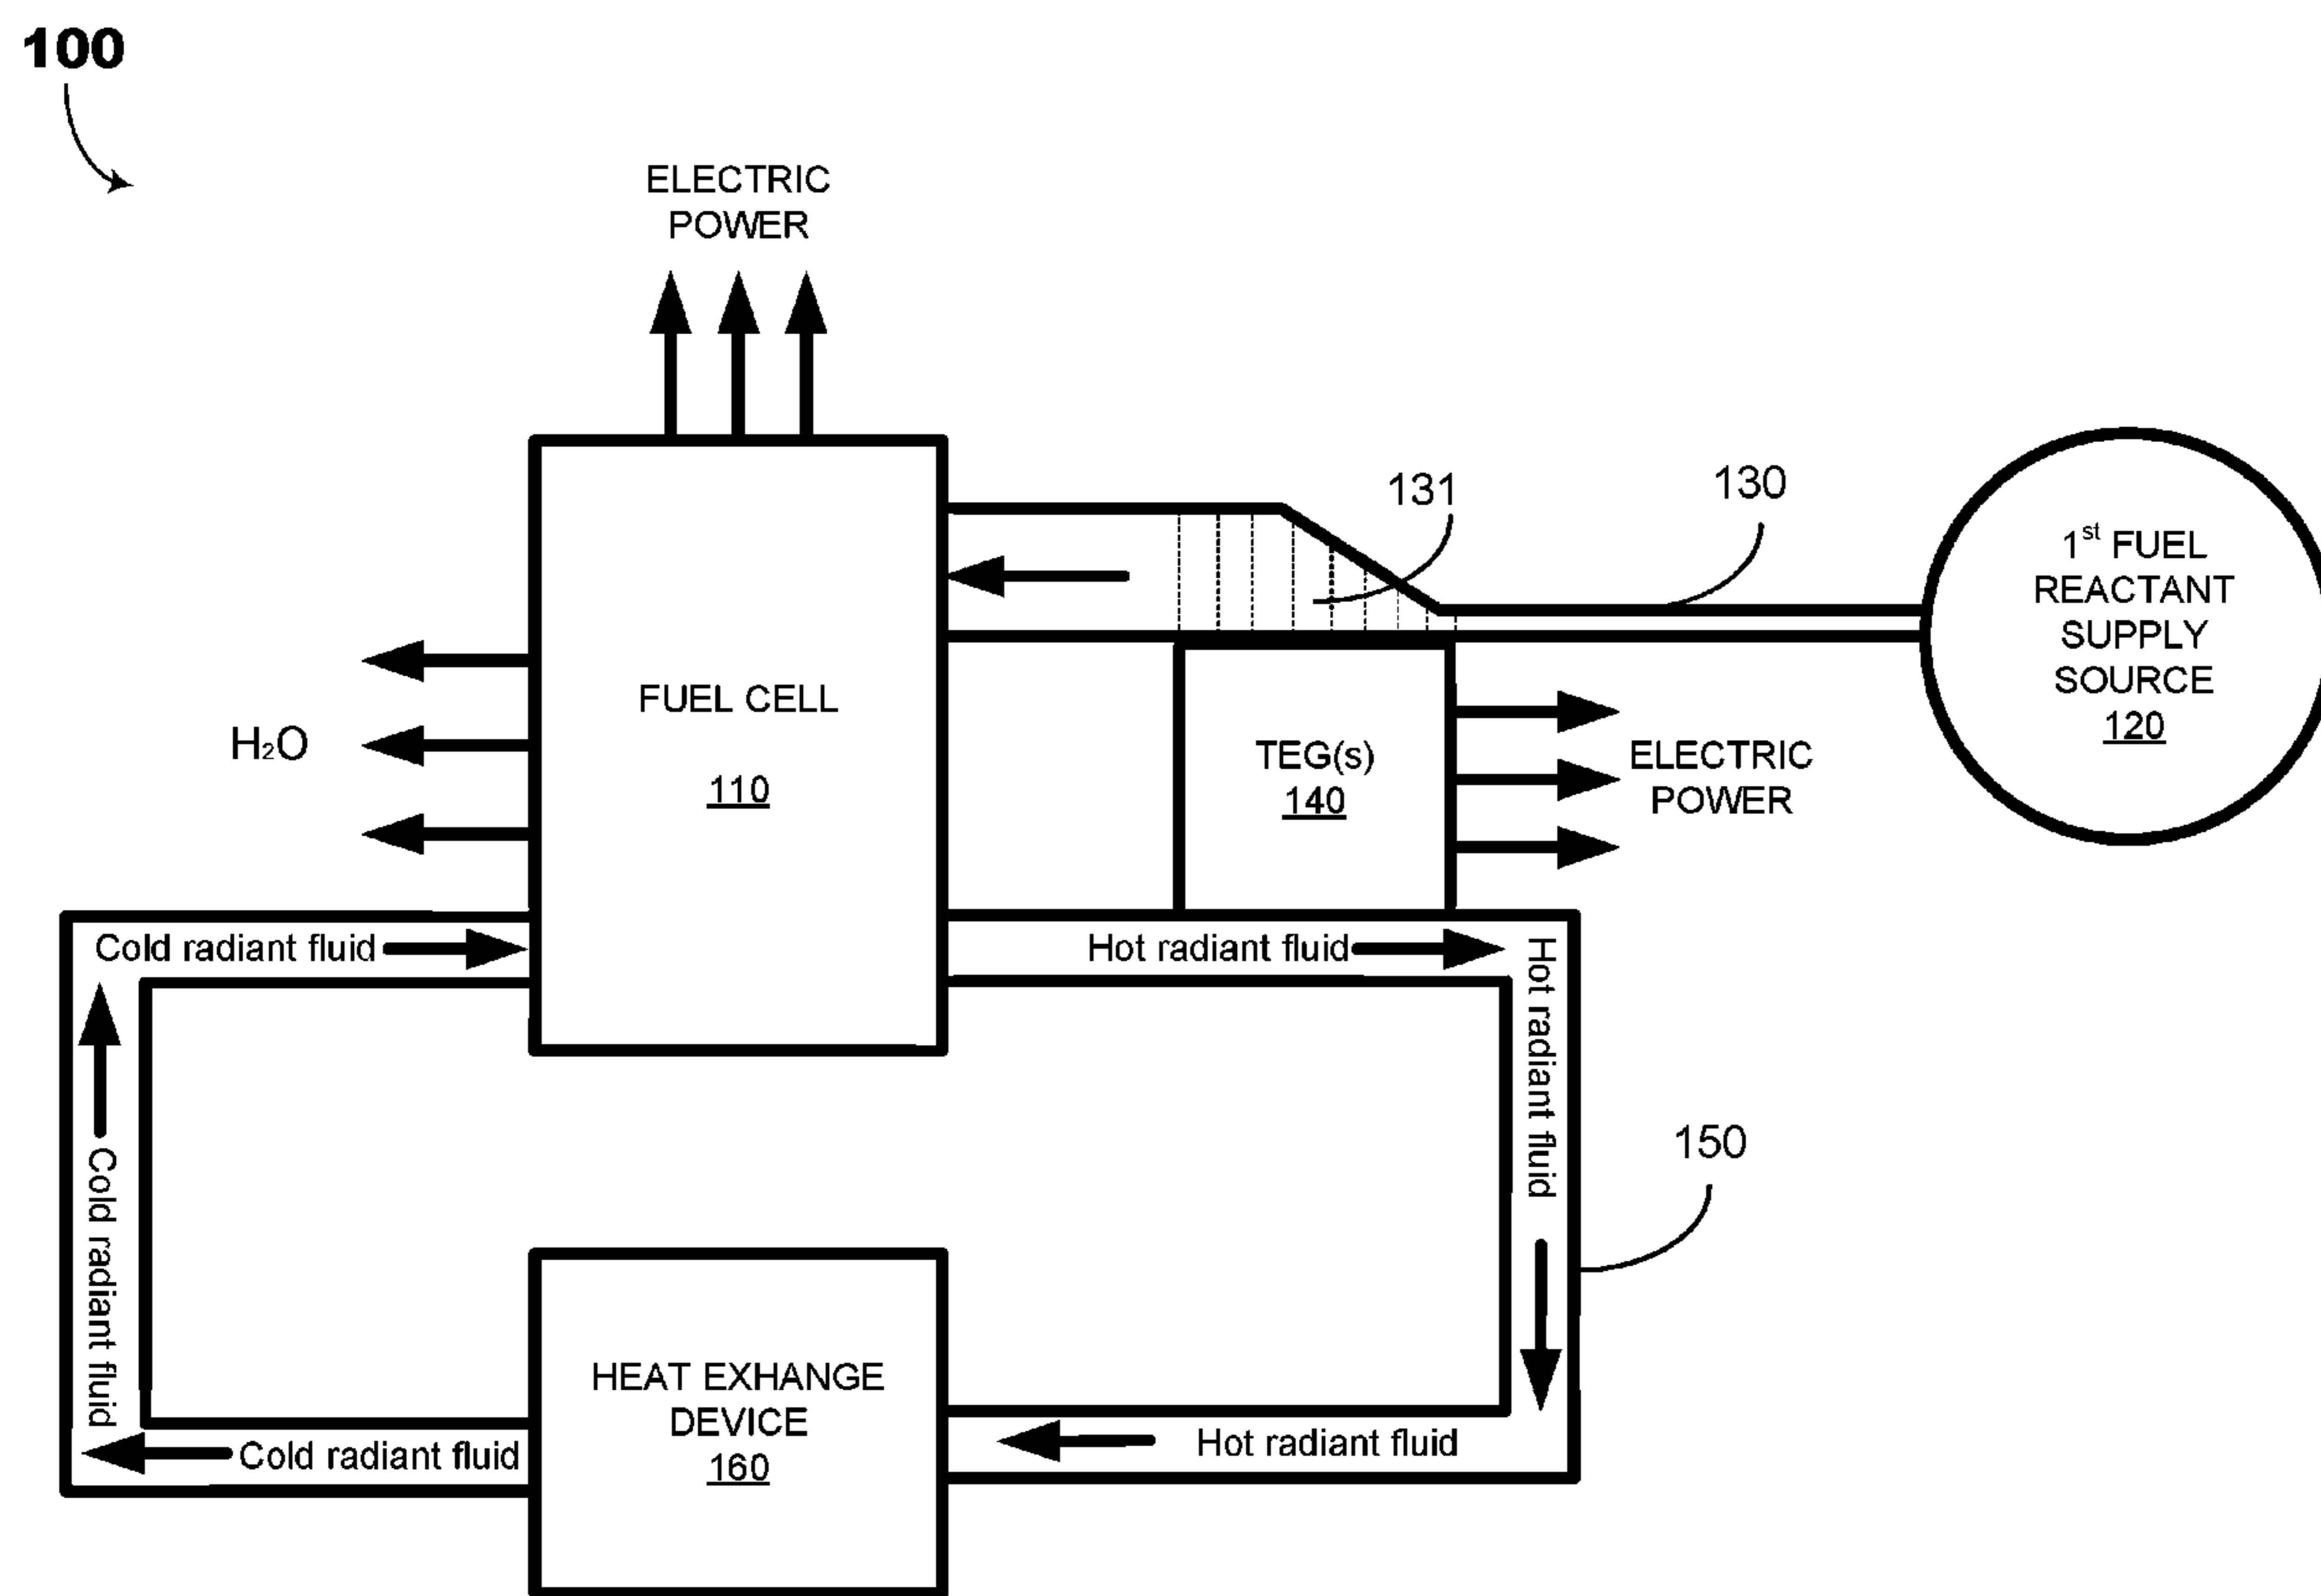 100
ELECTRIC
POWER
131
130
1st FUEL
REACTANT
SUPPLY
SOURCE
120
FUEL CELL
110
H₂O
TEG(s)
140
ELECTRIC
POWER
Cold radiant fluid
Hot radiant fluid
Hot radiant fluid
Cold radiant fluid
150
HEAT EXHANGE
DEVICE
160
Cold radiant fluid
Hot radiant fluid